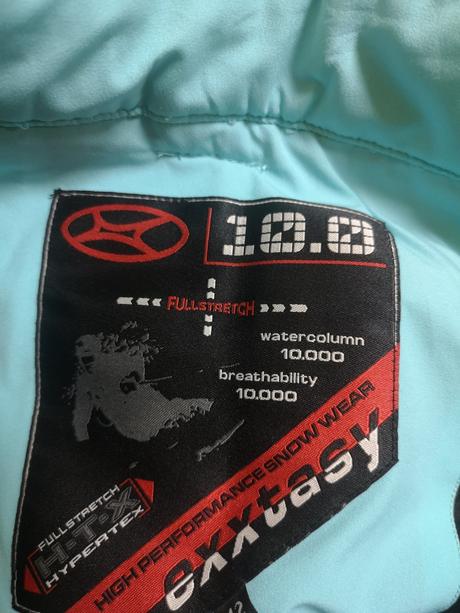 10.0
FULLSTRETCH
watercolumn
10.000
breathability
10.000
HIGH PERFORMANCE SNOW WEAR
exxtasy
FULLSTRETCH
H·T·X
HYPERTEX